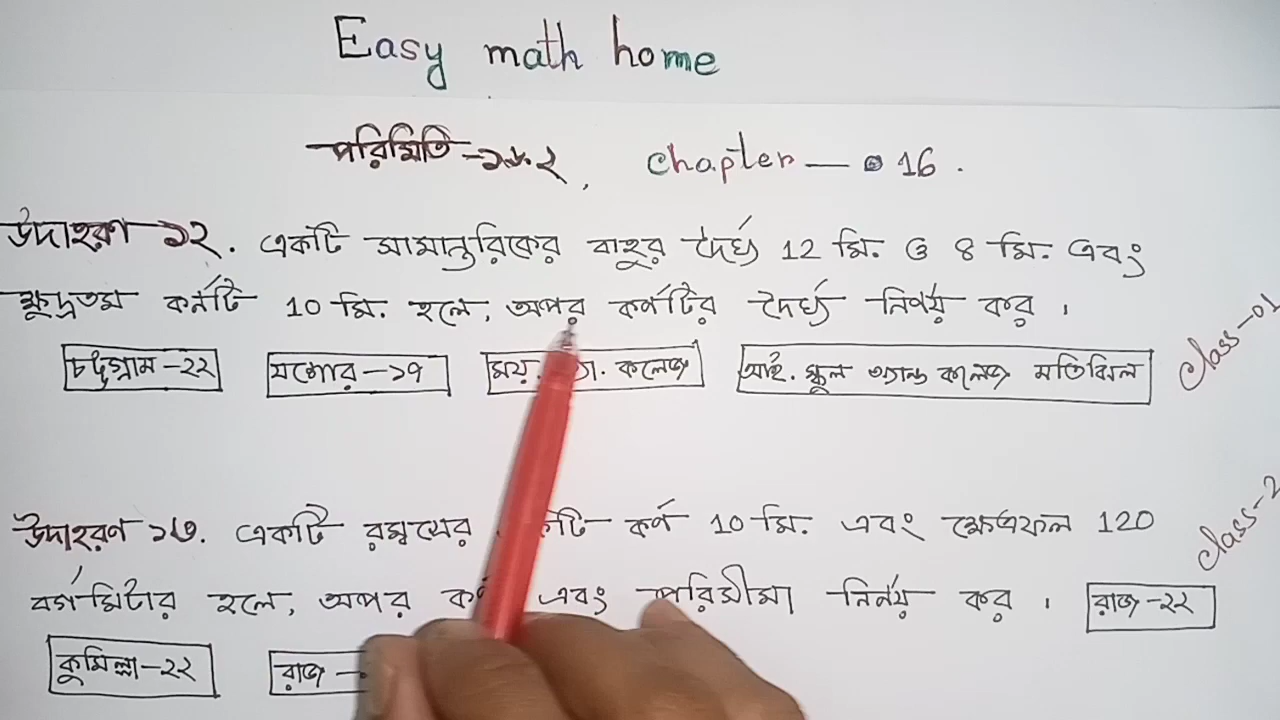 Easy math home
পরিমিতি -১৬.২, Chapter — 16.
উদাহরণ ১২. একটি সামান্তরিকের বাহুর দৈর্ঘ্য 12 মি. ও 8 মি. এবং
ক্ষুদ্রতম কর্নটি 10 মি. হলে, অপর কর্ণটির দৈর্ঘ্য নির্ণয় কর।
চট্টগ্রাম -২২ যশোর -১৭ ময়. কলেজ আই. স্কুল অ্যান্ড কলেজ মতিঝিল
Class-01
উদাহরণ ১৩. একটি রম্বসের কর্ণ 10 মি. এবং ক্ষেত্রফল 120
বর্গমিটার হলে, অপর এবং পরিসীমা নির্নয় কর। রাজ -২২
Class-2
কুমিল্লা -২২ রাজ -